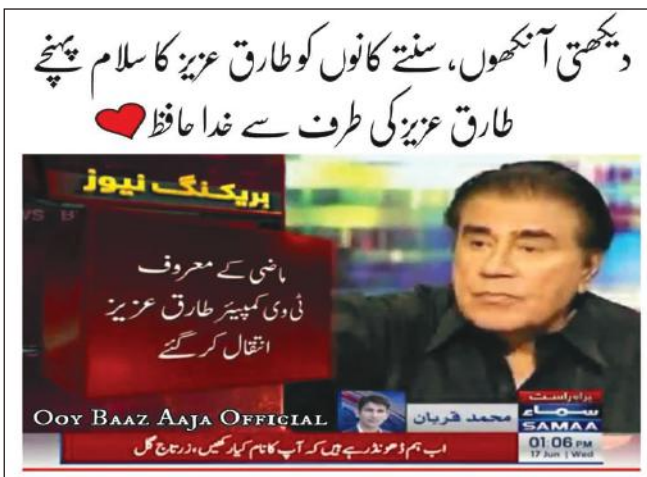 دیکھتی آنکھوں، سنتے کانوں کو طارق عزیز کا سلام پہنچے
طارق عزیز کی طرف سے خدا حافظ
بریکنگ نیوز
WS B
ماضی کے معروف
ٹی وی کمپیئر طارق عزیز
انتقال کر گئے
OOY BAAZ AAJA OFFICIAL
محمد قربان
براہ راست
سماء
SAMAA
01:06 PM
17 Jun | Wed
اب ہم ڈھونڈ رہے ہیں کہ آپ کا نام کیا رکھیں، زرتاج گل